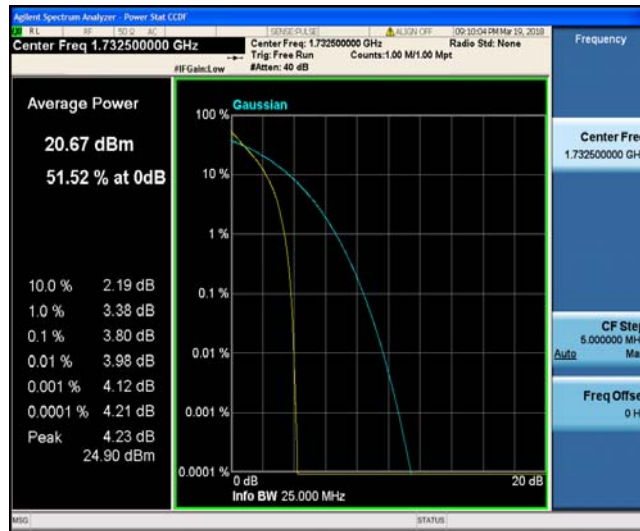 Agilent Spectrum Analyzer - Power Stat CCDF
RL RF 50 Ω AC SENSE:PULSE ALIGN OFF 09:10:04 PM Mar 19, 2018
Center Freq 1.732500000 GHz
Center Freq: 1.732500000 GHz Radio Std: None
Trig: Free Run Counts:1.00 M/1.00 Mpt
#IFGain:Low #Atten: 40 dB
Frequency
Average Power
20.67 dBm
51.52 % at 0dB
10.0 % 2.19 dB
1.0 % 3.38 dB
0.1 % 3.80 dB
0.01 % 3.98 dB
0.001 % 4.12 dB
0.0001 % 4.21 dB
Peak 4.23 dB
24.90 dBm
Gaussian
100 %
10 %
1 %
0.1 %
0.01 %
0.001 %
0.0001 %
0 dB 20 dB
Info BW 25.000 MHz
Center Fre
1.732500000 GH
CF Step
5.000000 MH
Auto Ma
Freq Offse
0 H
MSG STATUS